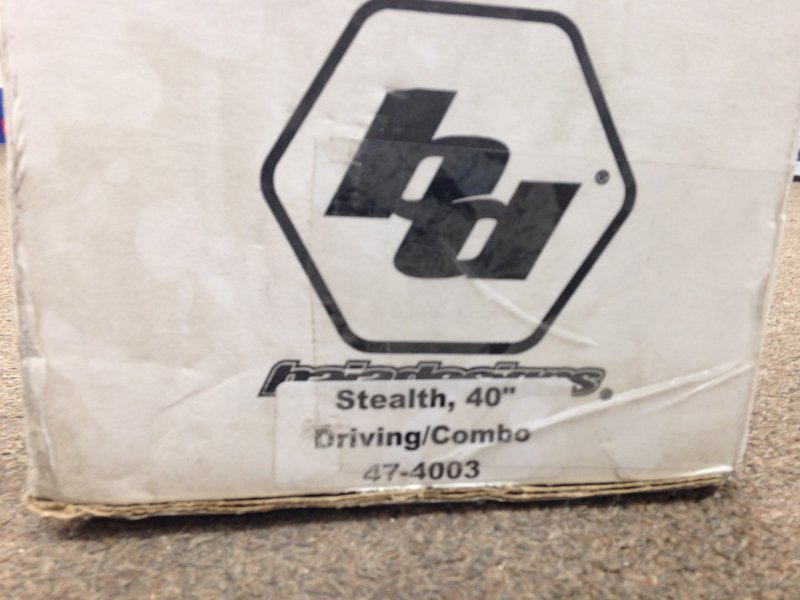 bd®
bajadesigns®
Stealth, 40"
Driving/Combo
47-4003